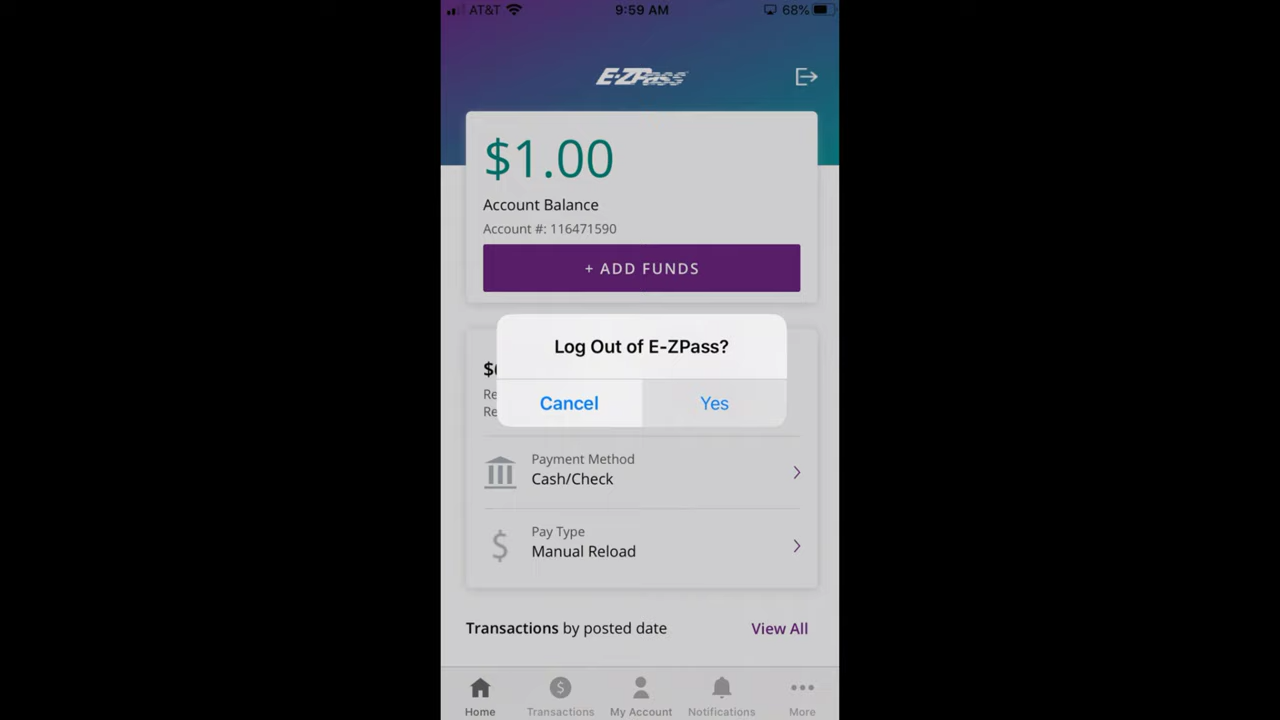 AT&T 9:59 AM 68%
E-ZPass
$1.00
Account Balance
Account #: 116471590
+ ADD FUNDS
Log Out of E-ZPass?
Cancel Yes
Re
Re
Payment Method
Cash/Check
Pay Type
Manual Reload
Transactions by posted date View All
Home Transactions My Account Notifications More